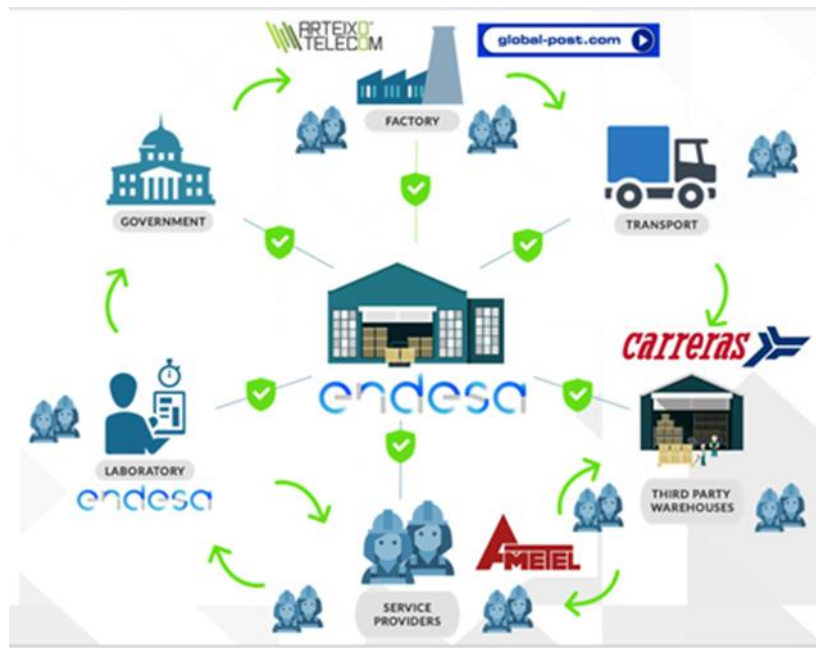 ARTEIXO
TELECOM
global-post.com
FACTORY
GOVERNMENT
TRANSPORT
carreras
endesa
LABORATORY
endesa
THIRD PARTY
WAREHOUSES
AMETEL
SERVICE
PROVIDERS